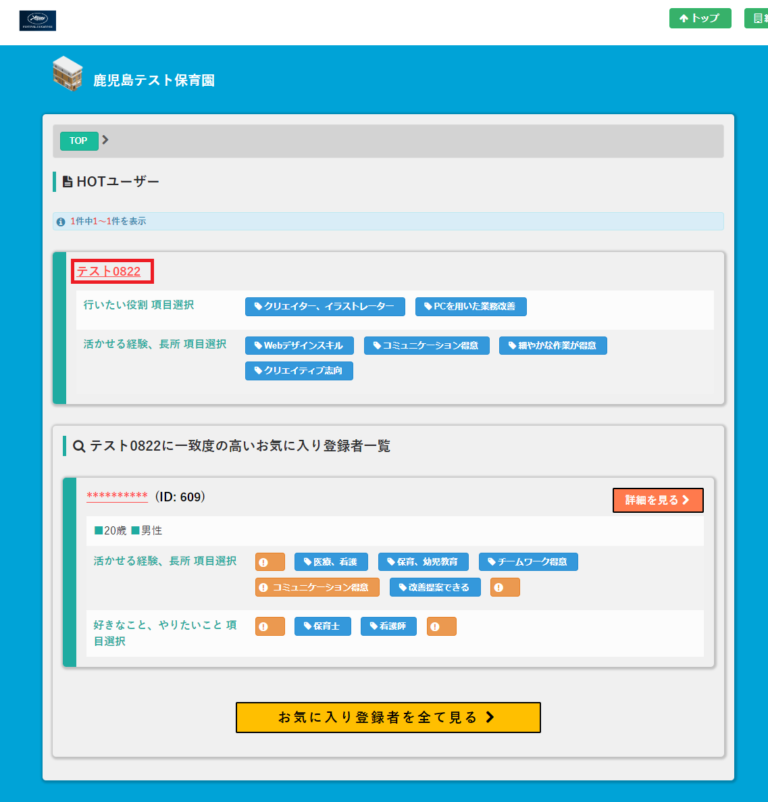 トップ
鹿児島テスト保育園
TOP
HOTユーザー
1件中1～1件を表示
テスト0822
行いたい役割 項目選択
クリエイター、イラストレーター
PCを用いた業務改善
活かせる経験、長所 項目選択
Webデザインスキル
コミュニケーション得意
細やかな作業が得意
クリエイティブ志向
テスト0822に一致度の高いお気に入り登録者一覧
********** （ID: 609）
詳細を見る
■20歳 ■男性
活かせる経験、長所 項目選択
医療、看護
保育、幼児教育
チームワーク得意
コミュニケーション得意
改善提案できる
好きなこと、やりたいこと 項
目選択
保育士
看護師
お気に入り登録者を全て見る